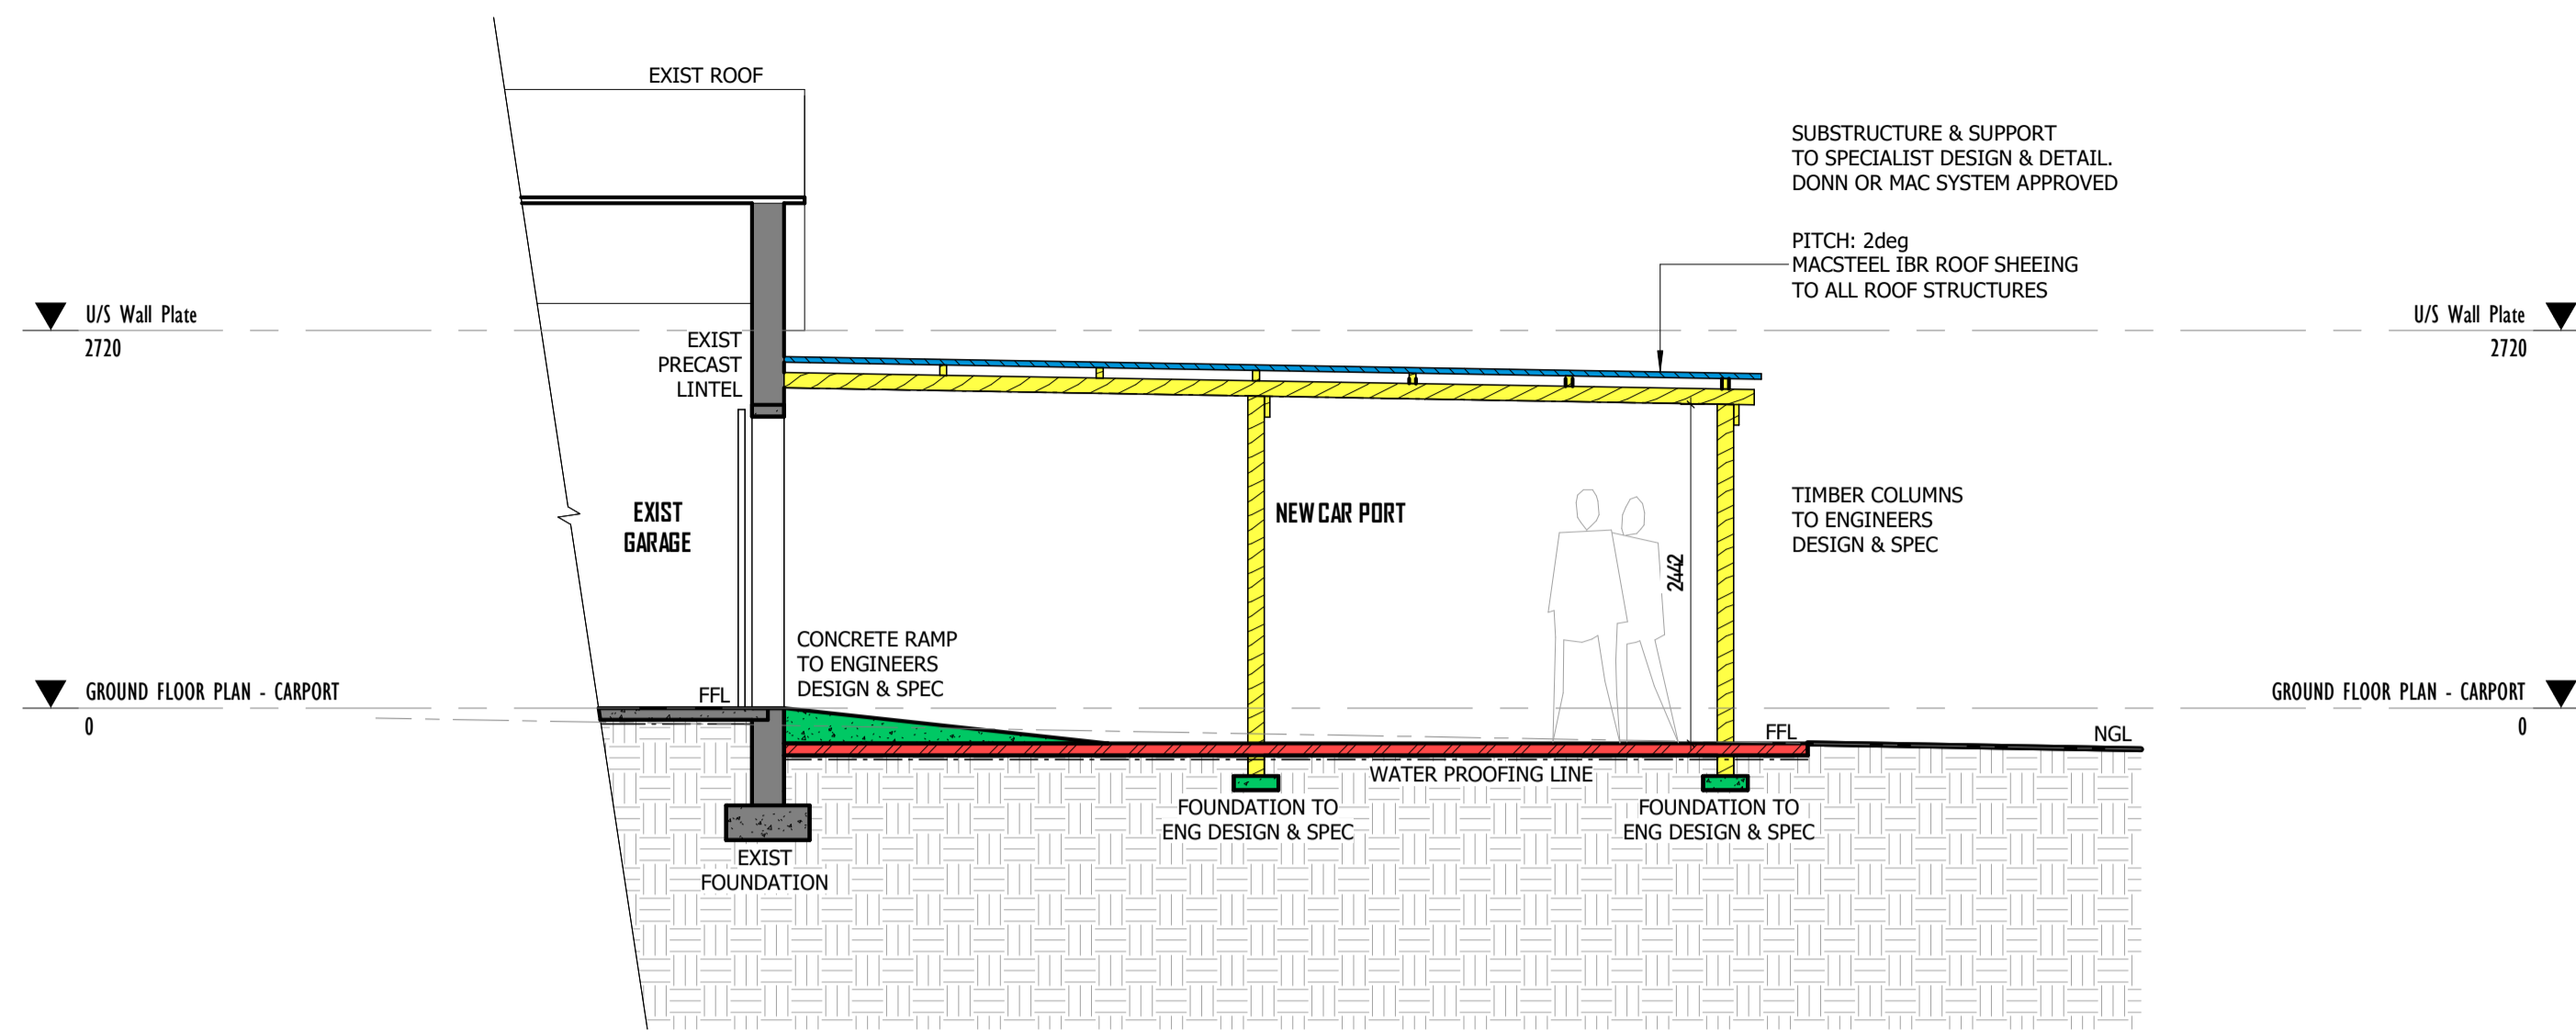 EXIST ROOF
SUBSTRUCTURE & SUPPORT
TO SPECIALIST DESIGN & DETAIL.
DONN OR MAC SYSTEM APPROVED
PITCH: 2deg
MACSTEEL IBR ROOF SHEEING
TO ALL ROOF STRUCTURES
U/S Wall Plate
2720
U/S Wall Plate
2720
EXIST
PRECAST
LINTEL
EXIST
GARAGE
NEW CAR PORT
2442
TIMBER COLUMNS
TO ENGINEERS
DESIGN & SPEC
CONCRETE RAMP
TO ENGINEERS
DESIGN & SPEC
FFL
GROUND FLOOR PLAN - CARPORT
0
GROUND FLOOR PLAN - CARPORT
0
FFL
NGL
WATER PROOFING LINE
FOUNDATION TO
ENG DESIGN & SPEC
FOUNDATION TO
ENG DESIGN & SPEC
EXIST
FOUNDATION